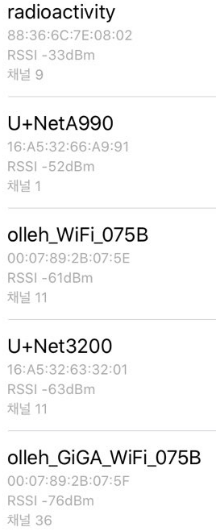 radioactivity
88:36:6C:7E:08:02
RSSI -33dBm
채널 9
U+NetA990
16:A5:32:66:A9:91
RSSI -52dBm
채널 1
olleh_WiFi_075B
00:07:89:2B:07:5E
RSSI -61dBm
채널 11
U+Net3200
16:A5:32:63:32:01
RSSI -63dBm
채널 11
olleh_GiGA_WiFi_075B
00:07:89:2B:07:5F
RSSI -76dBm
채널 36